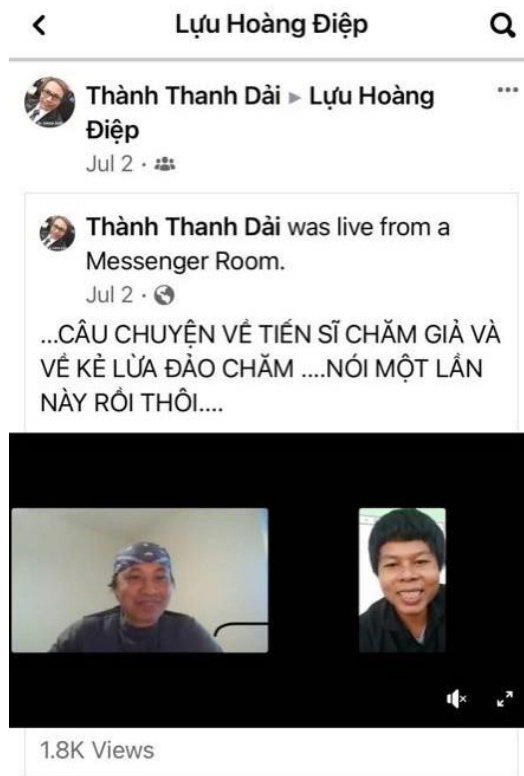 Lựu Hoàng Điệp
Thành Thanh Dải ▸ Lựu Hoàng
Điệp
Jul 2 ·
Thành Thanh Dải was live from a
Messenger Room.
Jul 2 ·
...CÂU CHUYỆN VỀ TIẾN SĨ CHĂM GIẢ VÀ
VỀ KẺ LỪA ĐẢO CHĂM ....NÓI MỘT LẦN
NÀY RỒI THÔI....
1.8K Views